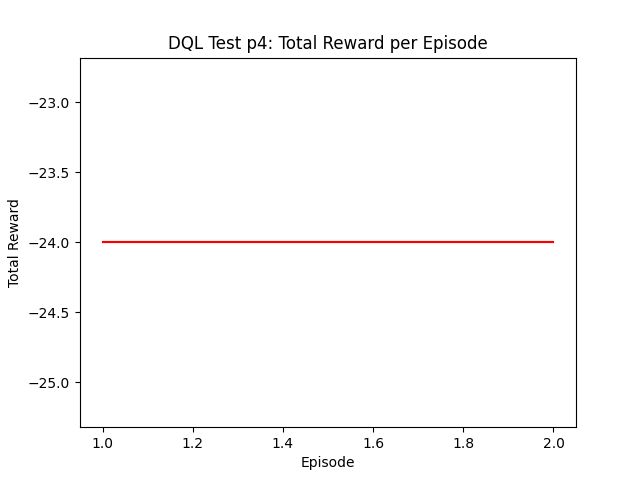 DQL Test p4: Total Reward per Episode
Total Reward
−23.0
−23.5
−24.0
−24.5
−25.0
1.0 1.2 1.4 1.6 1.8 2.0
Episode